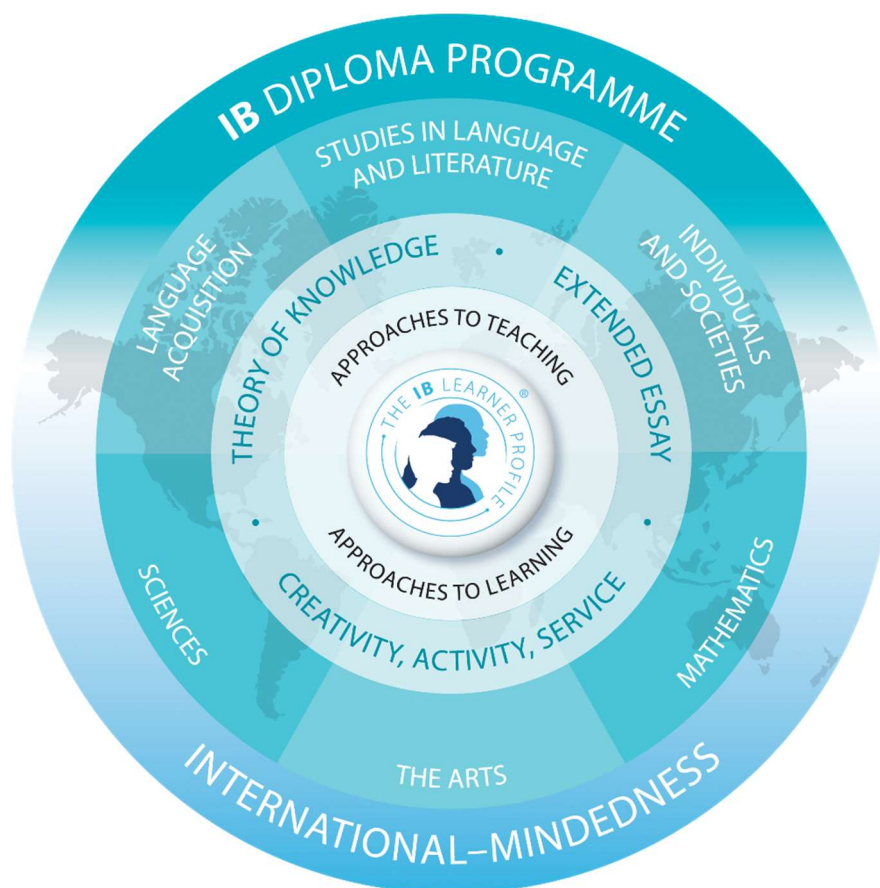 IB DIPLOMA PROGRAMME
STUDIES IN LANGUAGE
AND LITERATURE
LANGUAGE
ACQUISITION
INDIVIDUALS
AND SOCIETIES
THEORY OF KNOWLEDGE
•
EXTENDED ESSAY
APPROACHES TO TEACHING
THE IB LEARNER PROFILE ®
APPROACHES TO LEARNING
•
•
CREATIVITY, ACTIVITY, SERVICE
SCIENCES
MATHEMATICS
THE ARTS
INTERNATIONAL–MINDEDNESS